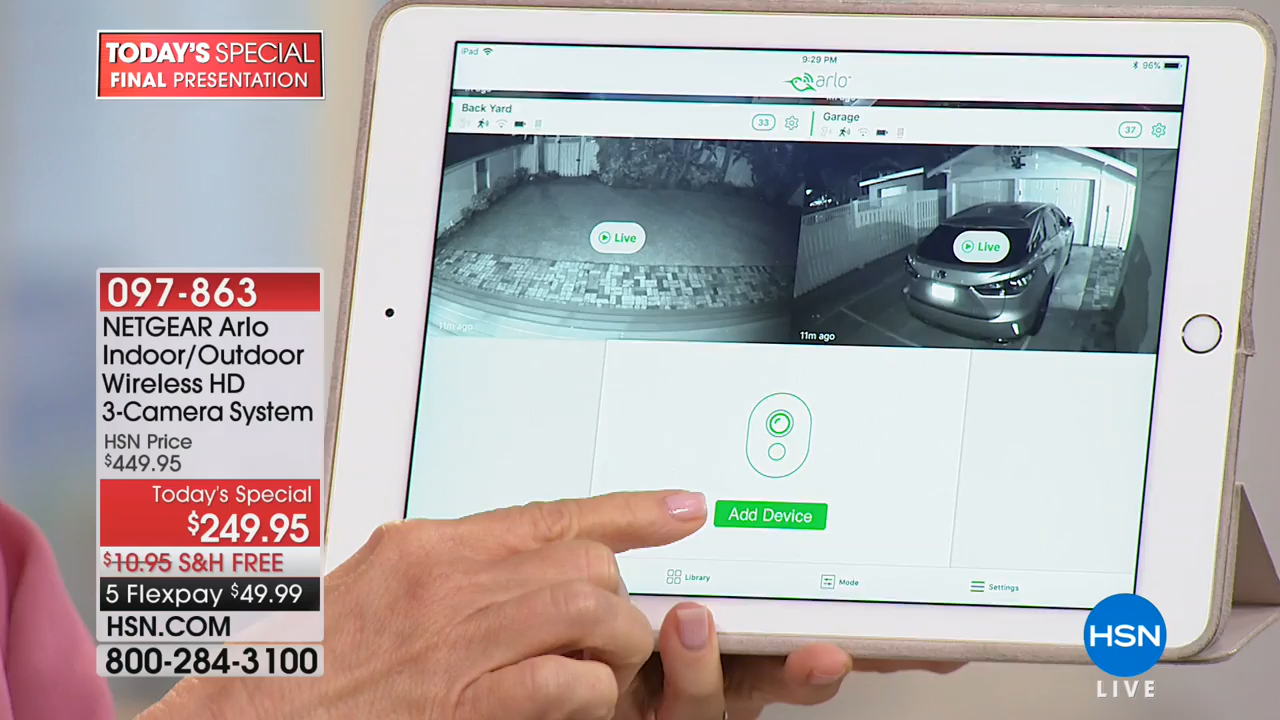 TODAY'S SPECIAL
FINAL PRESENTATION
097-863
NETGEAR Arlo
Indoor/Outdoor
Wireless HD
3-Camera System
HSN Price
$449.95
Today's Special
$249.95
$10.95 S&H FREE
5 Flexpay $49.99
HSN.COM
800-284-3100
iPad
9:29 PM
96%
arlo
Back Yard
33
Garage
37
Live
Live
11m ago
11m ago
Add Device
Library
Mode
Settings
HSN
LIVE